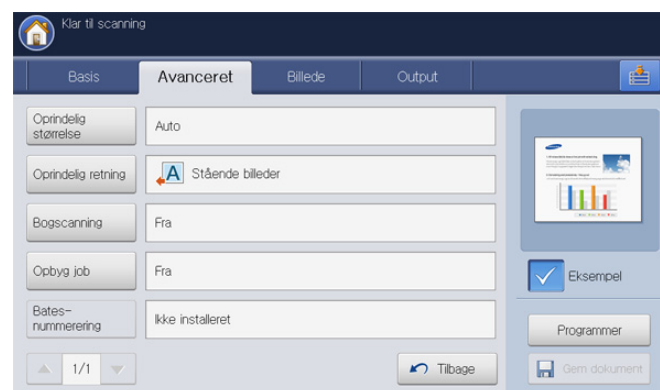 Klar til scanning
Basis
Avanceret
Billede
Output
Oprindelig
størrelse
Auto
Oprindelig retning
A
Stående billeder
Bogscanning
Fra
Opbyg job
Fra
Bates-
nummerering
Ikke installeret
Eksempel
Programmer
1/1
Tilbage
Gem dokument